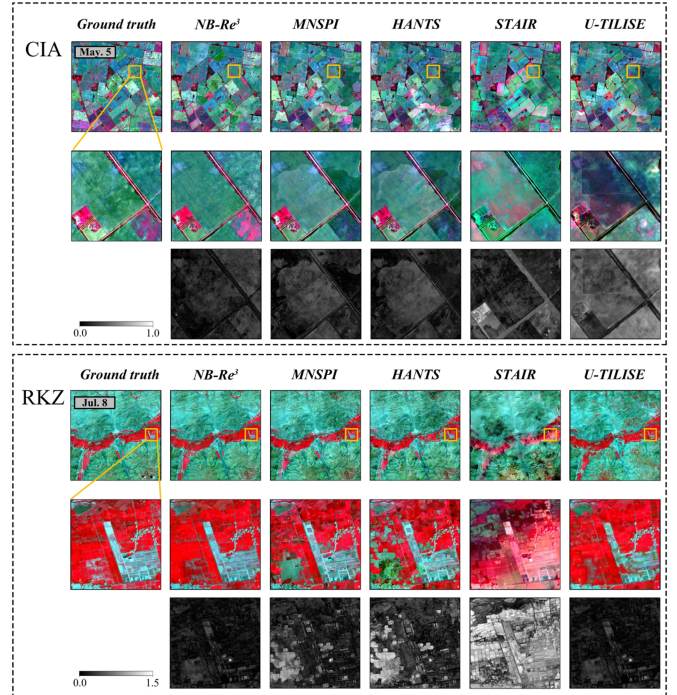 Ground truth NB-Re³ MNSPI HANTS STAIR U-TILISE
CIA
May. 5
0.0 1.0
Ground truth NB-Re³ MNSPI HANTS STAIR U-TILISE
RKZ
Jul. 8
0.0 1.5